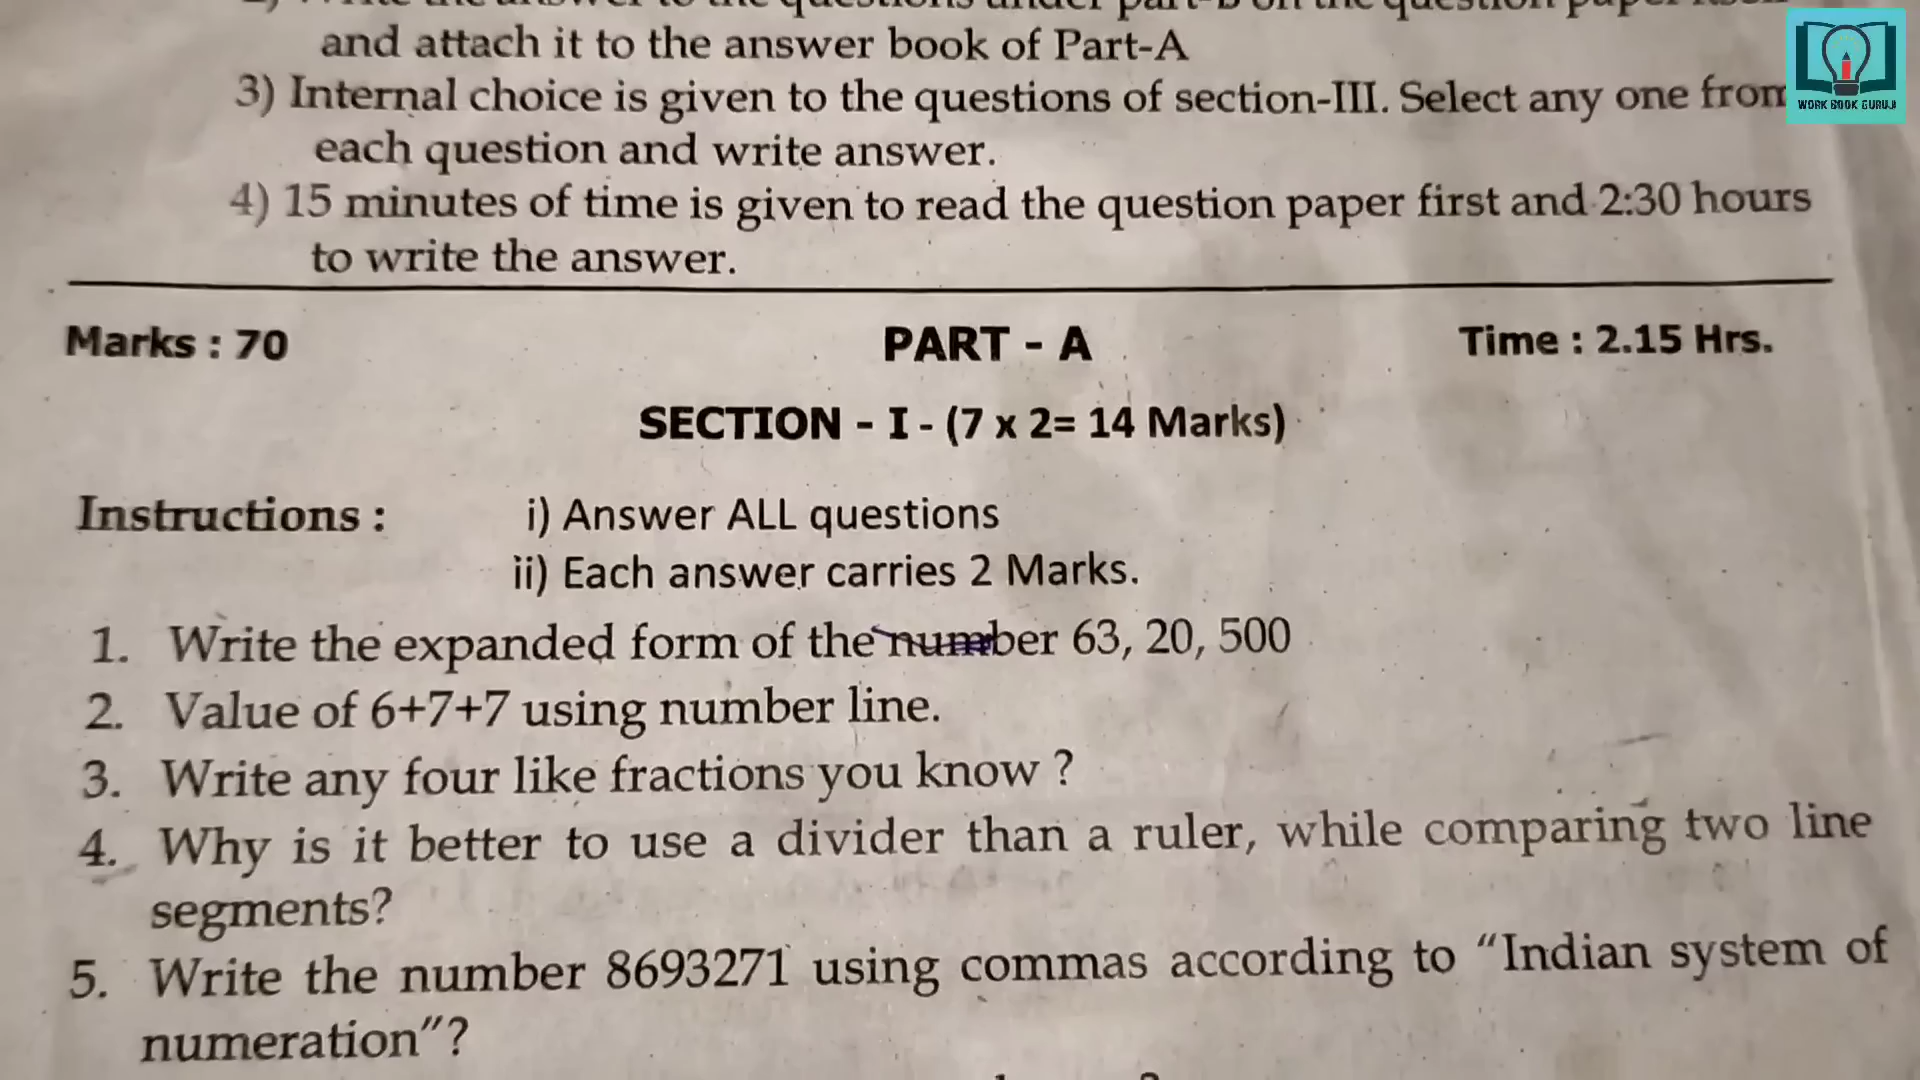 and attach it to the answer book of Part-A
3) Internal choice is given to the questions of section-III. Select any one from
each question and write answer.
4) 15 minutes of time is given to read the question paper first and 2:30 hours
to write the answer.
WORK BOOK GURUJI
Marks : 70 PART - A Time : 2.15 Hrs.
SECTION - I - (7 x 2= 14 Marks)
Instructions : i) Answer ALL questions
ii) Each answer carries 2 Marks.
1. Write the expanded form of the number 63, 20, 500
2. Value of 6+7+7 using number line.
3. Write any four like fractions you know ?
4. Why is it better to use a divider than a ruler, while comparing two line
segments?
5. Write the number 8693271 using commas according to "Indian system of
numeration"?